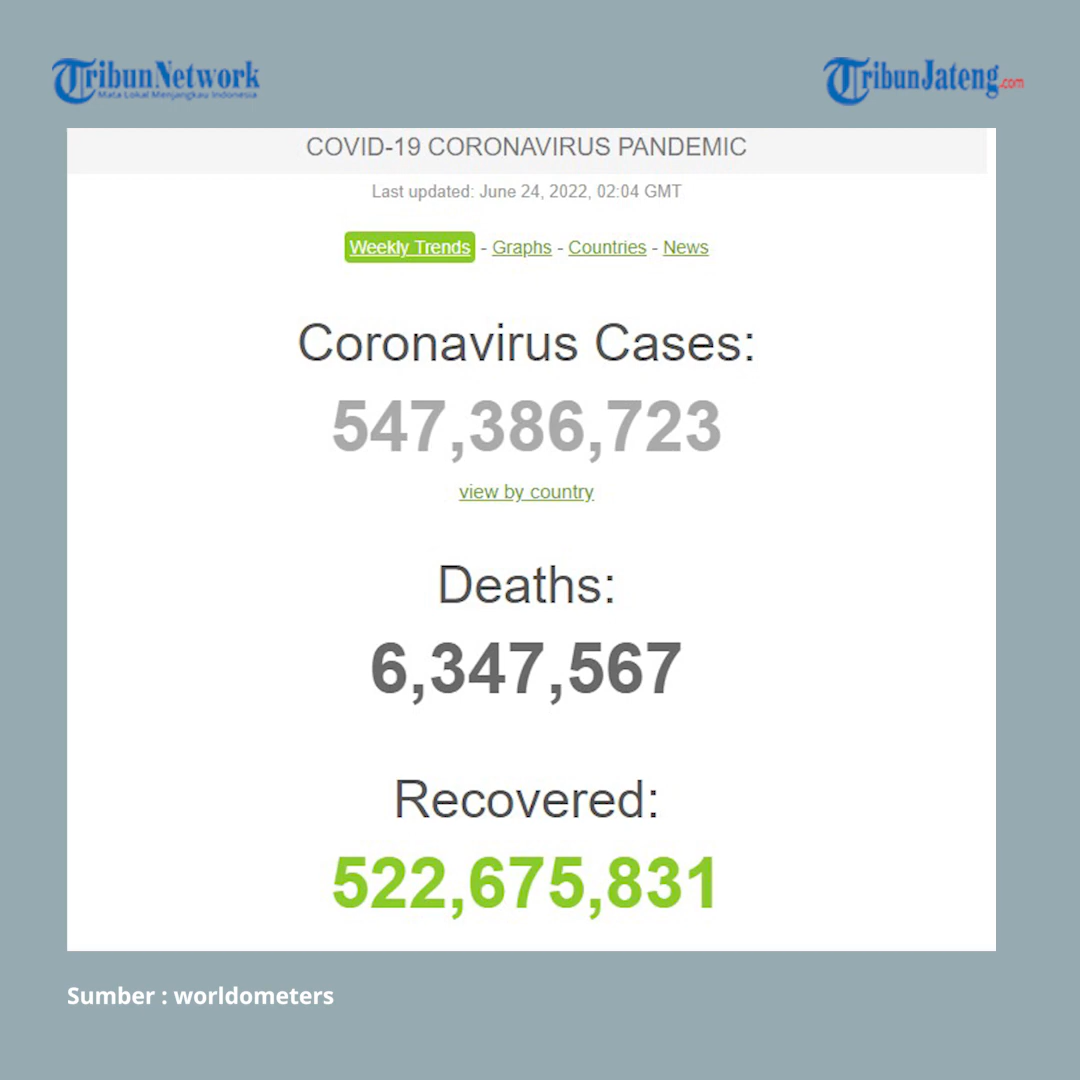 TribunNetwork
Mata Lokal Menjangkau Indonesia
TribunJateng.com
COVID-19 CORONAVIRUS PANDEMIC
Last updated: June 24, 2022, 02:04 GMT
Weekly Trends - Graphs - Countries - News
Coronavirus Cases:
547,386,723
view by country
Deaths:
6,347,567
Recovered:
522,675,831
Sumber : worldometers